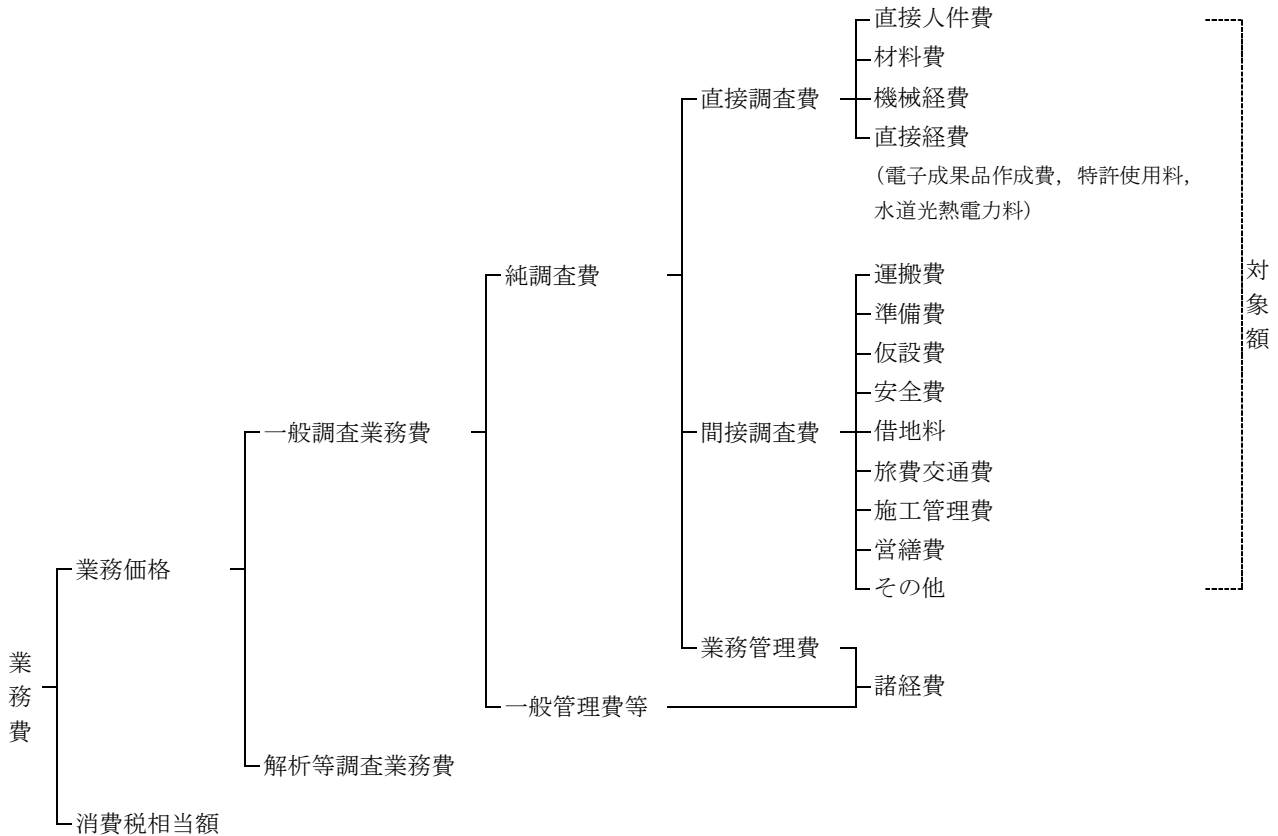 直接人件費
材料費
直接調査費
機械経費
直接経費
（電子成果品作成費，特許使用料，
水道光熱電力料）
純調査費
運搬費
対象額
準備費
仮設費
安全費
一般調査業務費
間接調査費
借地料
旅費交通費
施工管理費
営繕費
業務価格
その他
業務管理費
業務費
諸経費
一般管理費等
解析等調査業務費
消費税相当額